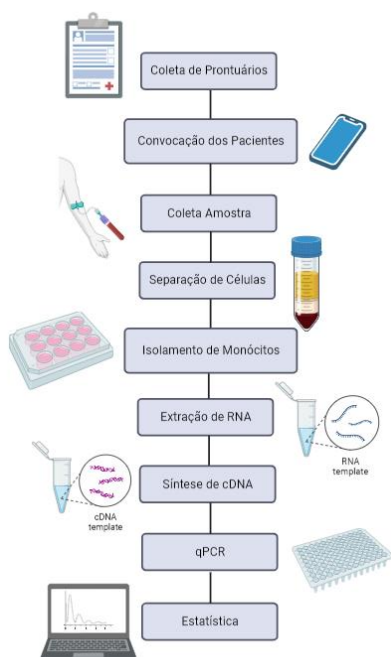 Coleta de Prontuários
Convocação dos Pacientes
Coleta Amostra
Separação de Células
Isolamento de Monócitos
Extração de RNA
RNA
template
Síntese de cDNA
cDNA
template
qPCR
Estatística